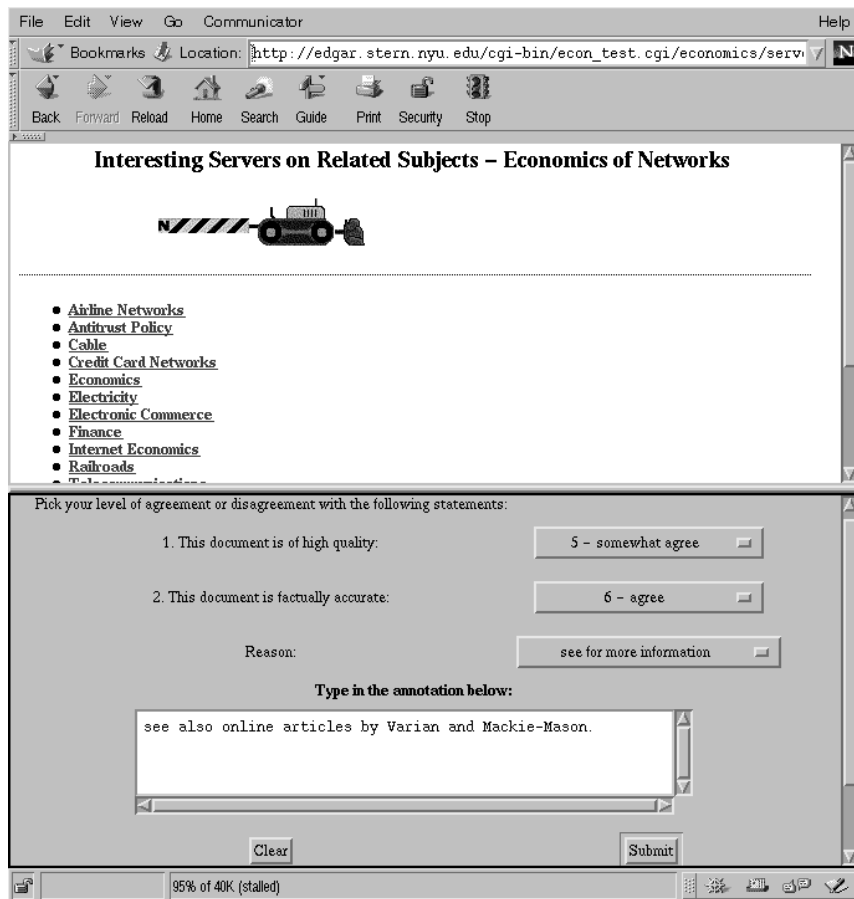 File Edit View Go Communicator Help
Bookmarks Location: http://edgar.stern.nyu.edu/cgi-bin/econ_test.cgi/economics/serv
N
Back Forward Reload Home Search Guide Print Security Stop
Interesting Servers on Related Subjects – Economics of Networks
N
Airline Networks
Antitrust Policy
Cable
Credit Card Networks
Economics
Electricity
Electronic Commerce
Finance
Internet Economics
Railroads
Telecommunications
Pick your level of agreement or disagreement with the following statements:
1. This document is of high quality: 5 – somewhat agree
2. This document is factually accurate: 6 – agree
Reason: see for more information
Type in the annotation below:
see also online articles by Varian and Mackie-Mason.
Clear Submit
95% of 40K (stalled)